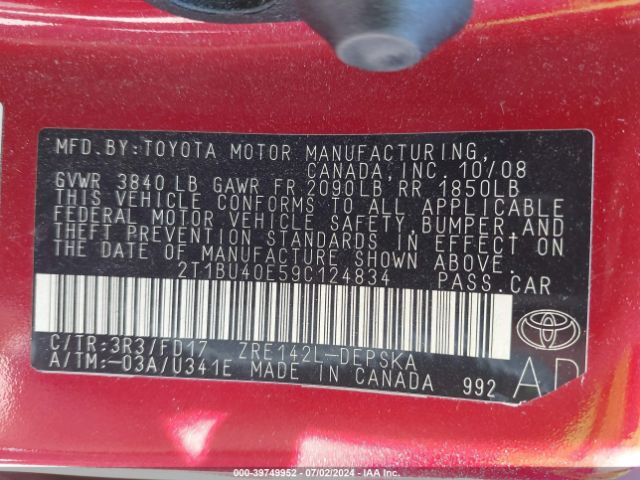 MFD.BY:TOYOTA MOTOR MANUFACTURING,
CANADA, INC. 10/08
GVWR 3840 LB GAWR FR 2090LB RR 1850LB
THIS VEHICLE CONFORMS TO ALL APPLICABLE
FEDERAL MOTOR VEHICLE SAFETY, BUMPER, AND
THEFT PREVENTION STANDARDS IN EFFECT ON
THE DATE OF MANUFACTURE SHOWN ABOVE.
2T1BU40E59C124834 PASS.CAR
C/TR:3R3/FD17 ZRE142L-DEPSKA
A/TM:-03A/U341E MADE IN CANADA 992
000-39749952 - 07/02/2024 - IAAI.com